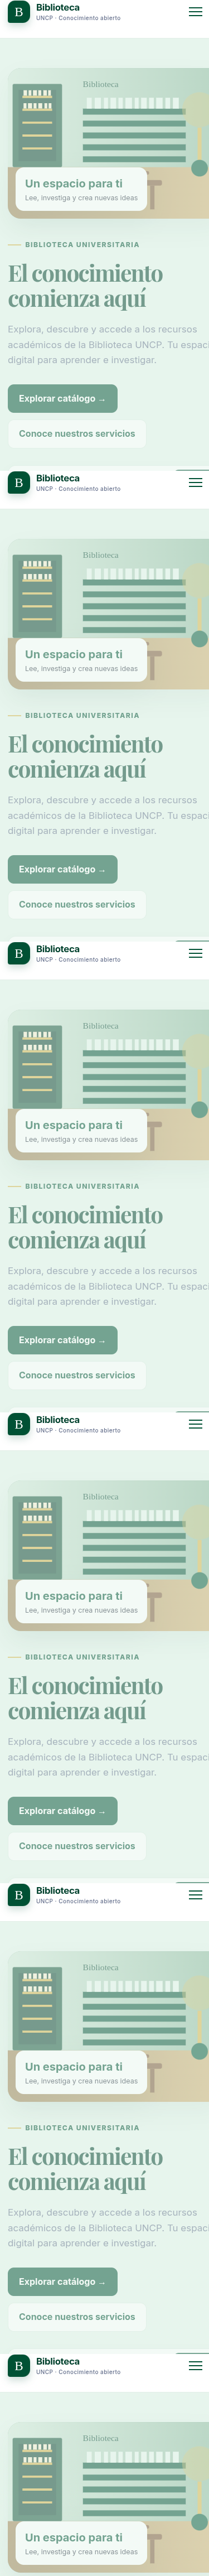 B Biblioteca
UNCP · Conocimiento abierto
Biblioteca
Un espacio para ti
Lee, investiga y crea nuevas ideas
BIBLIOTECA UNIVERSITARIA
El conocimiento
comienza aquí
Explora, descubre y accede a los recursos
académicos de la Biblioteca UNCP. Tu espaci
digital para aprender e investigar.
Explorar catálogo →
Conoce nuestros servicios
B Biblioteca
UNCP · Conocimiento abierto
Biblioteca
Un espacio para ti
Lee, investiga y crea nuevas ideas
BIBLIOTECA UNIVERSITARIA
El conocimiento
comienza aquí
Explora, descubre y accede a los recursos
académicos de la Biblioteca UNCP. Tu espaci
digital para aprender e investigar.
Explorar catálogo →
Conoce nuestros servicios
B Biblioteca
UNCP · Conocimiento abierto
Biblioteca
Un espacio para ti
Lee, investiga y crea nuevas ideas
BIBLIOTECA UNIVERSITARIA
El conocimiento
comienza aquí
Explora, descubre y accede a los recursos
académicos de la Biblioteca UNCP. Tu espaci
digital para aprender e investigar.
Explorar catálogo →
Conoce nuestros servicios
B Biblioteca
UNCP · Conocimiento abierto
Biblioteca
Un espacio para ti
Lee, investiga y crea nuevas ideas
BIBLIOTECA UNIVERSITARIA
El conocimiento
comienza aquí
Explora, descubre y accede a los recursos
académicos de la Biblioteca UNCP. Tu espaci
digital para aprender e investigar.
Explorar catálogo →
Conoce nuestros servicios
B Biblioteca
UNCP · Conocimiento abierto
Biblioteca
Un espacio para ti
Lee, investiga y crea nuevas ideas
BIBLIOTECA UNIVERSITARIA
El conocimiento
comienza aquí
Explora, descubre y accede a los recursos
académicos de la Biblioteca UNCP. Tu espaci
digital para aprender e investigar.
Explorar catálogo →
Conoce nuestros servicios
B Biblioteca
UNCP · Conocimiento abierto
Biblioteca
Un espacio para ti
Lee, investiga y crea nuevas ideas